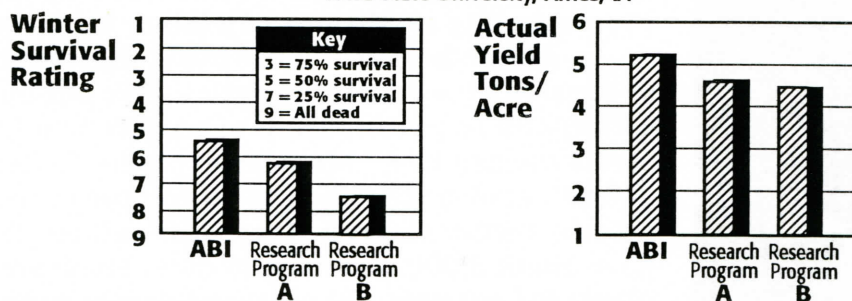 Winter
Survival
Rating
1
2
3
4
5
6
7
8
9
Key
3 = 75% survival
5 = 50% survival
7 = 25% survival
9 = All dead
ABI
Research
Program
A
Research
Program
B
Actual
Yield
Tons/
Acre
6
5
4
3
2
1
ABI
Research
Program
A
Research
Program
B